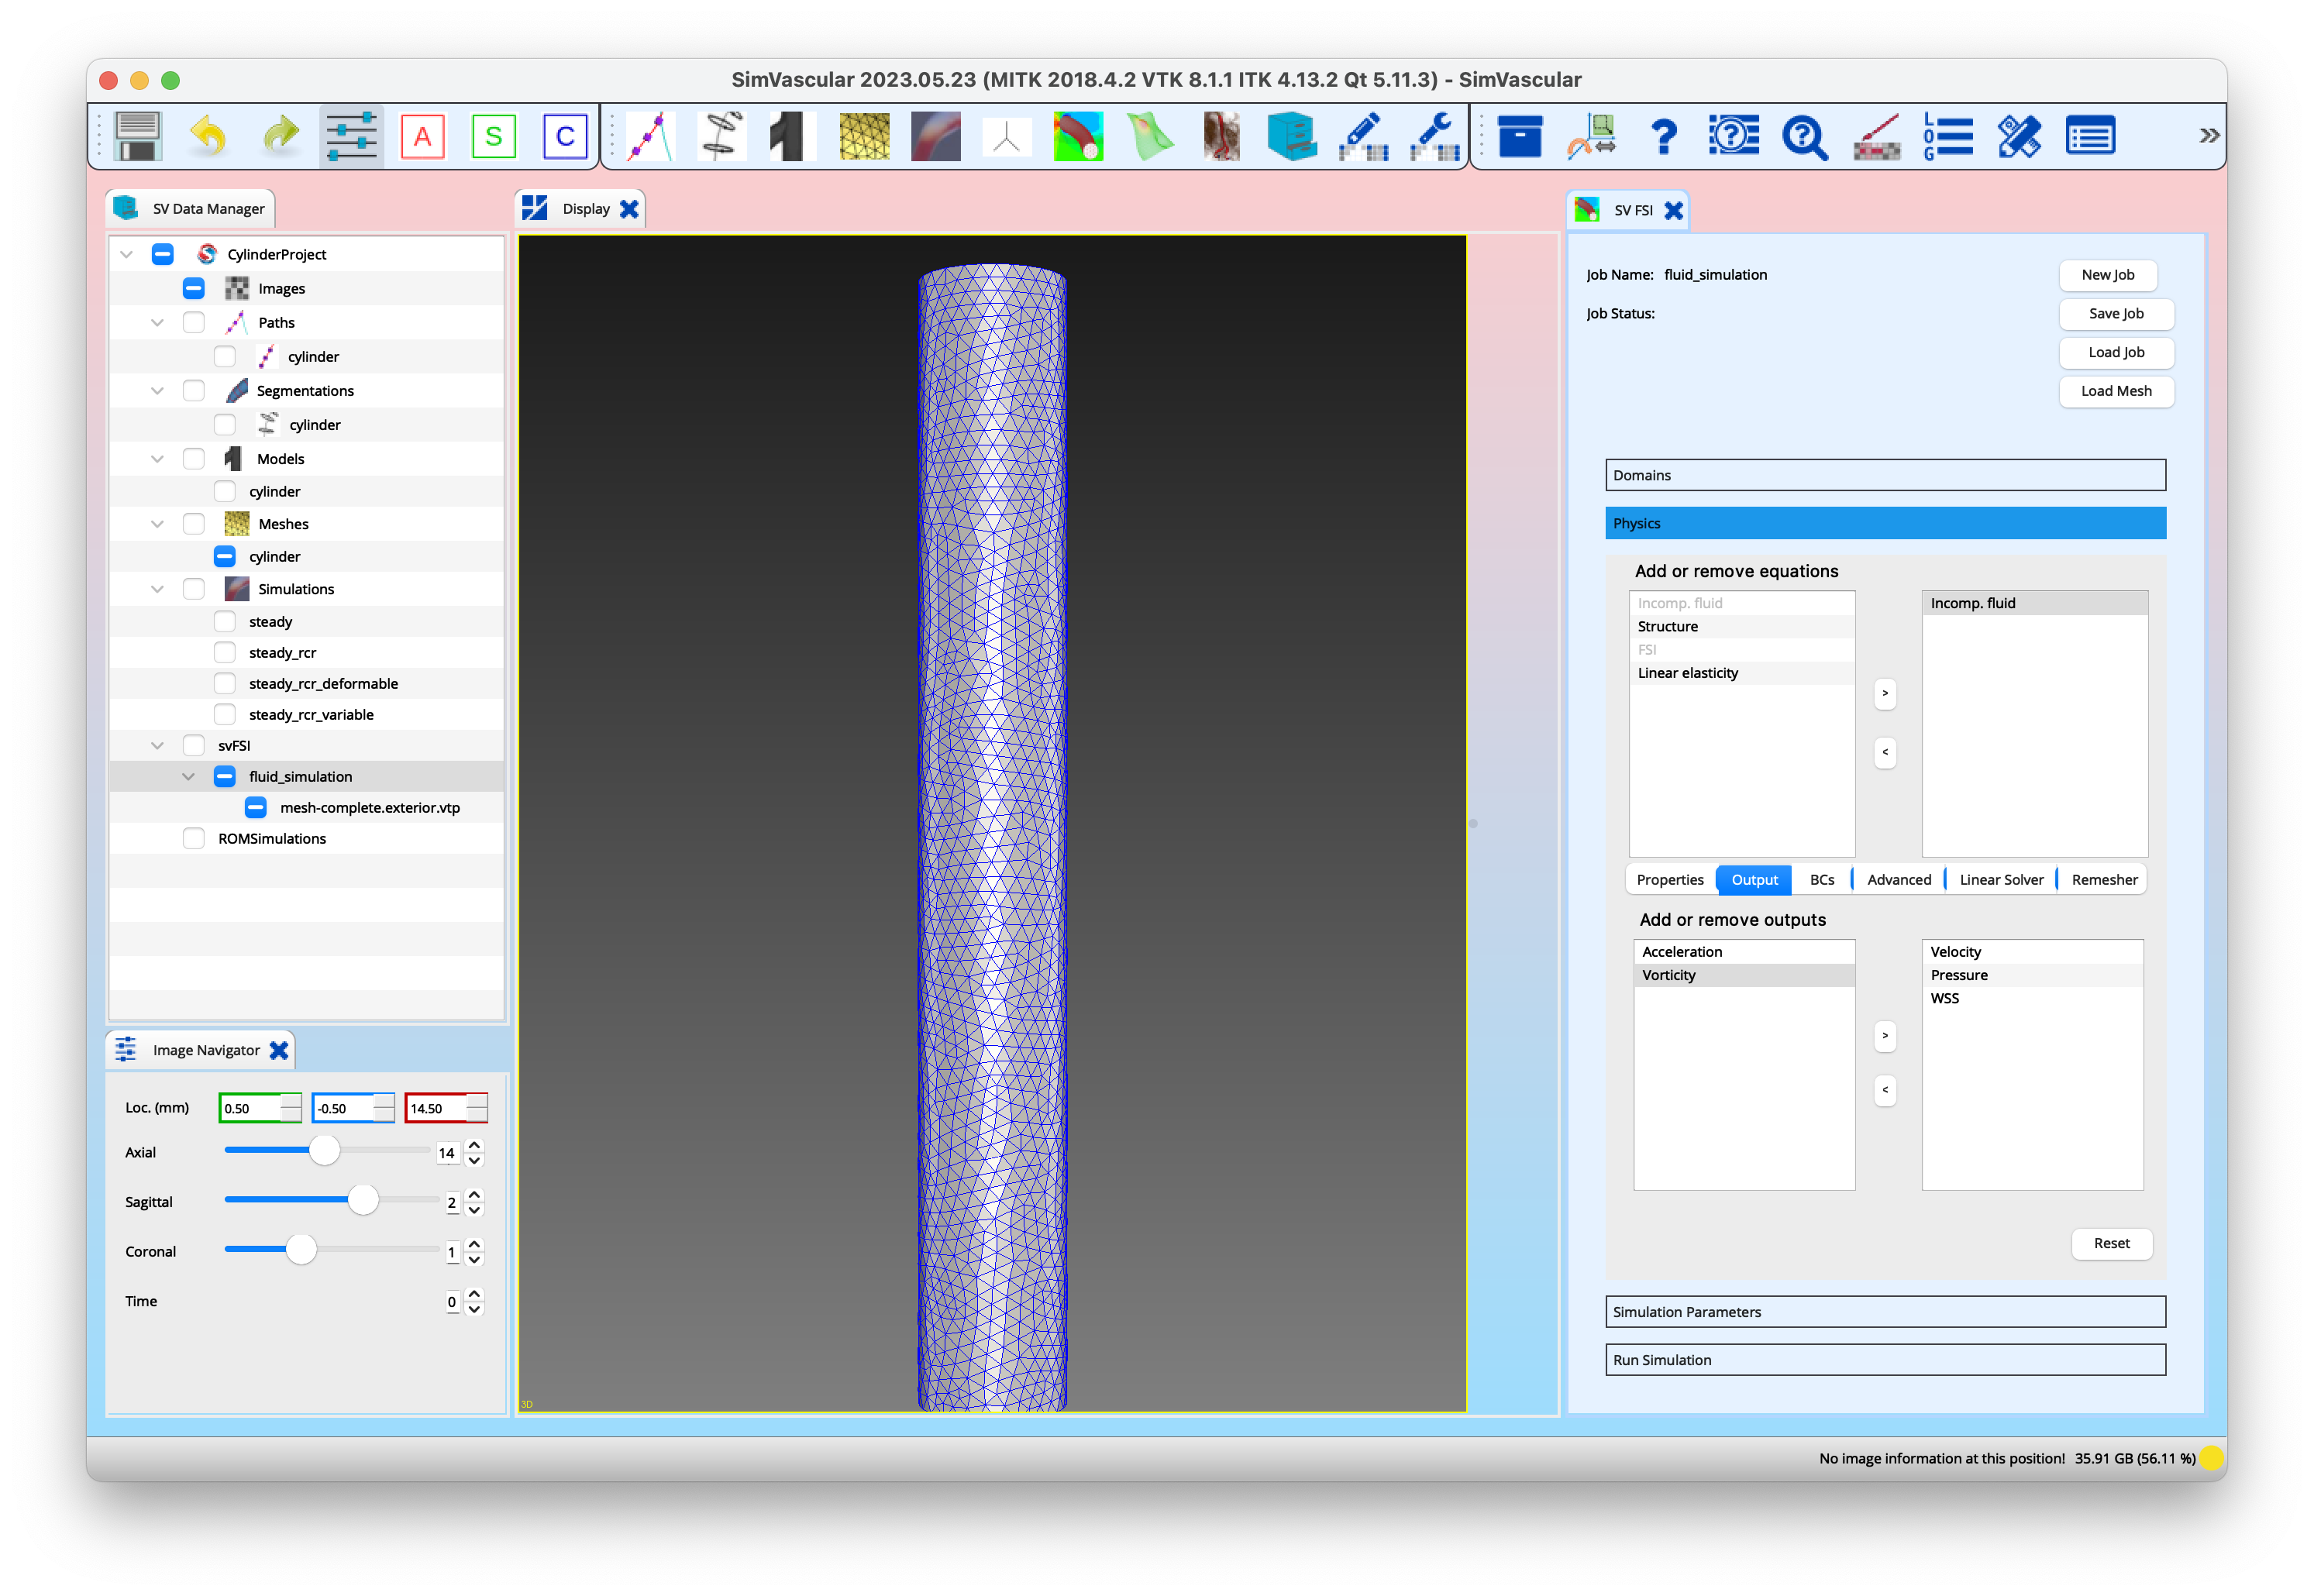 SimVascular 2023.05.23 (MITK 2018.4.2 VTK 8.1.1 ITK 4.13.2 Qt 5.11.3) - SimVascular
A
S
C
LOG
SV Data Manager
CylinderProject
Images
Paths
cylinder
Segmentations
cylinder
Models
cylinder
Meshes
cylinder
Simulations
steady
steady_rcr
steady_rcr_deformable
steady_rcr_variable
svFSI
fluid_simulation
mesh-complete.exterior.vtp
ROMSimulations
Image Navigator
Loc. (mm) 0.50 -0.50 14.50
Axial 14
Sagittal 2
Coronal 1
Time 0
Display
3D
SV FSI
Job Name: fluid_simulation New Job
Job Status: Save Job
Load Job
Load Mesh
Domains
Physics
Add or remove equations
Incomp. fluid
Structure
FSI
Linear elasticity
>
<
Incomp. fluid
Properties Output BCs Advanced Linear Solver Remesher
Add or remove outputs
Acceleration
Vorticity
>
<
Velocity
Pressure
WSS
Reset
Simulation Parameters
Run Simulation
No image information at this position! 35.91 GB (56.11 %)